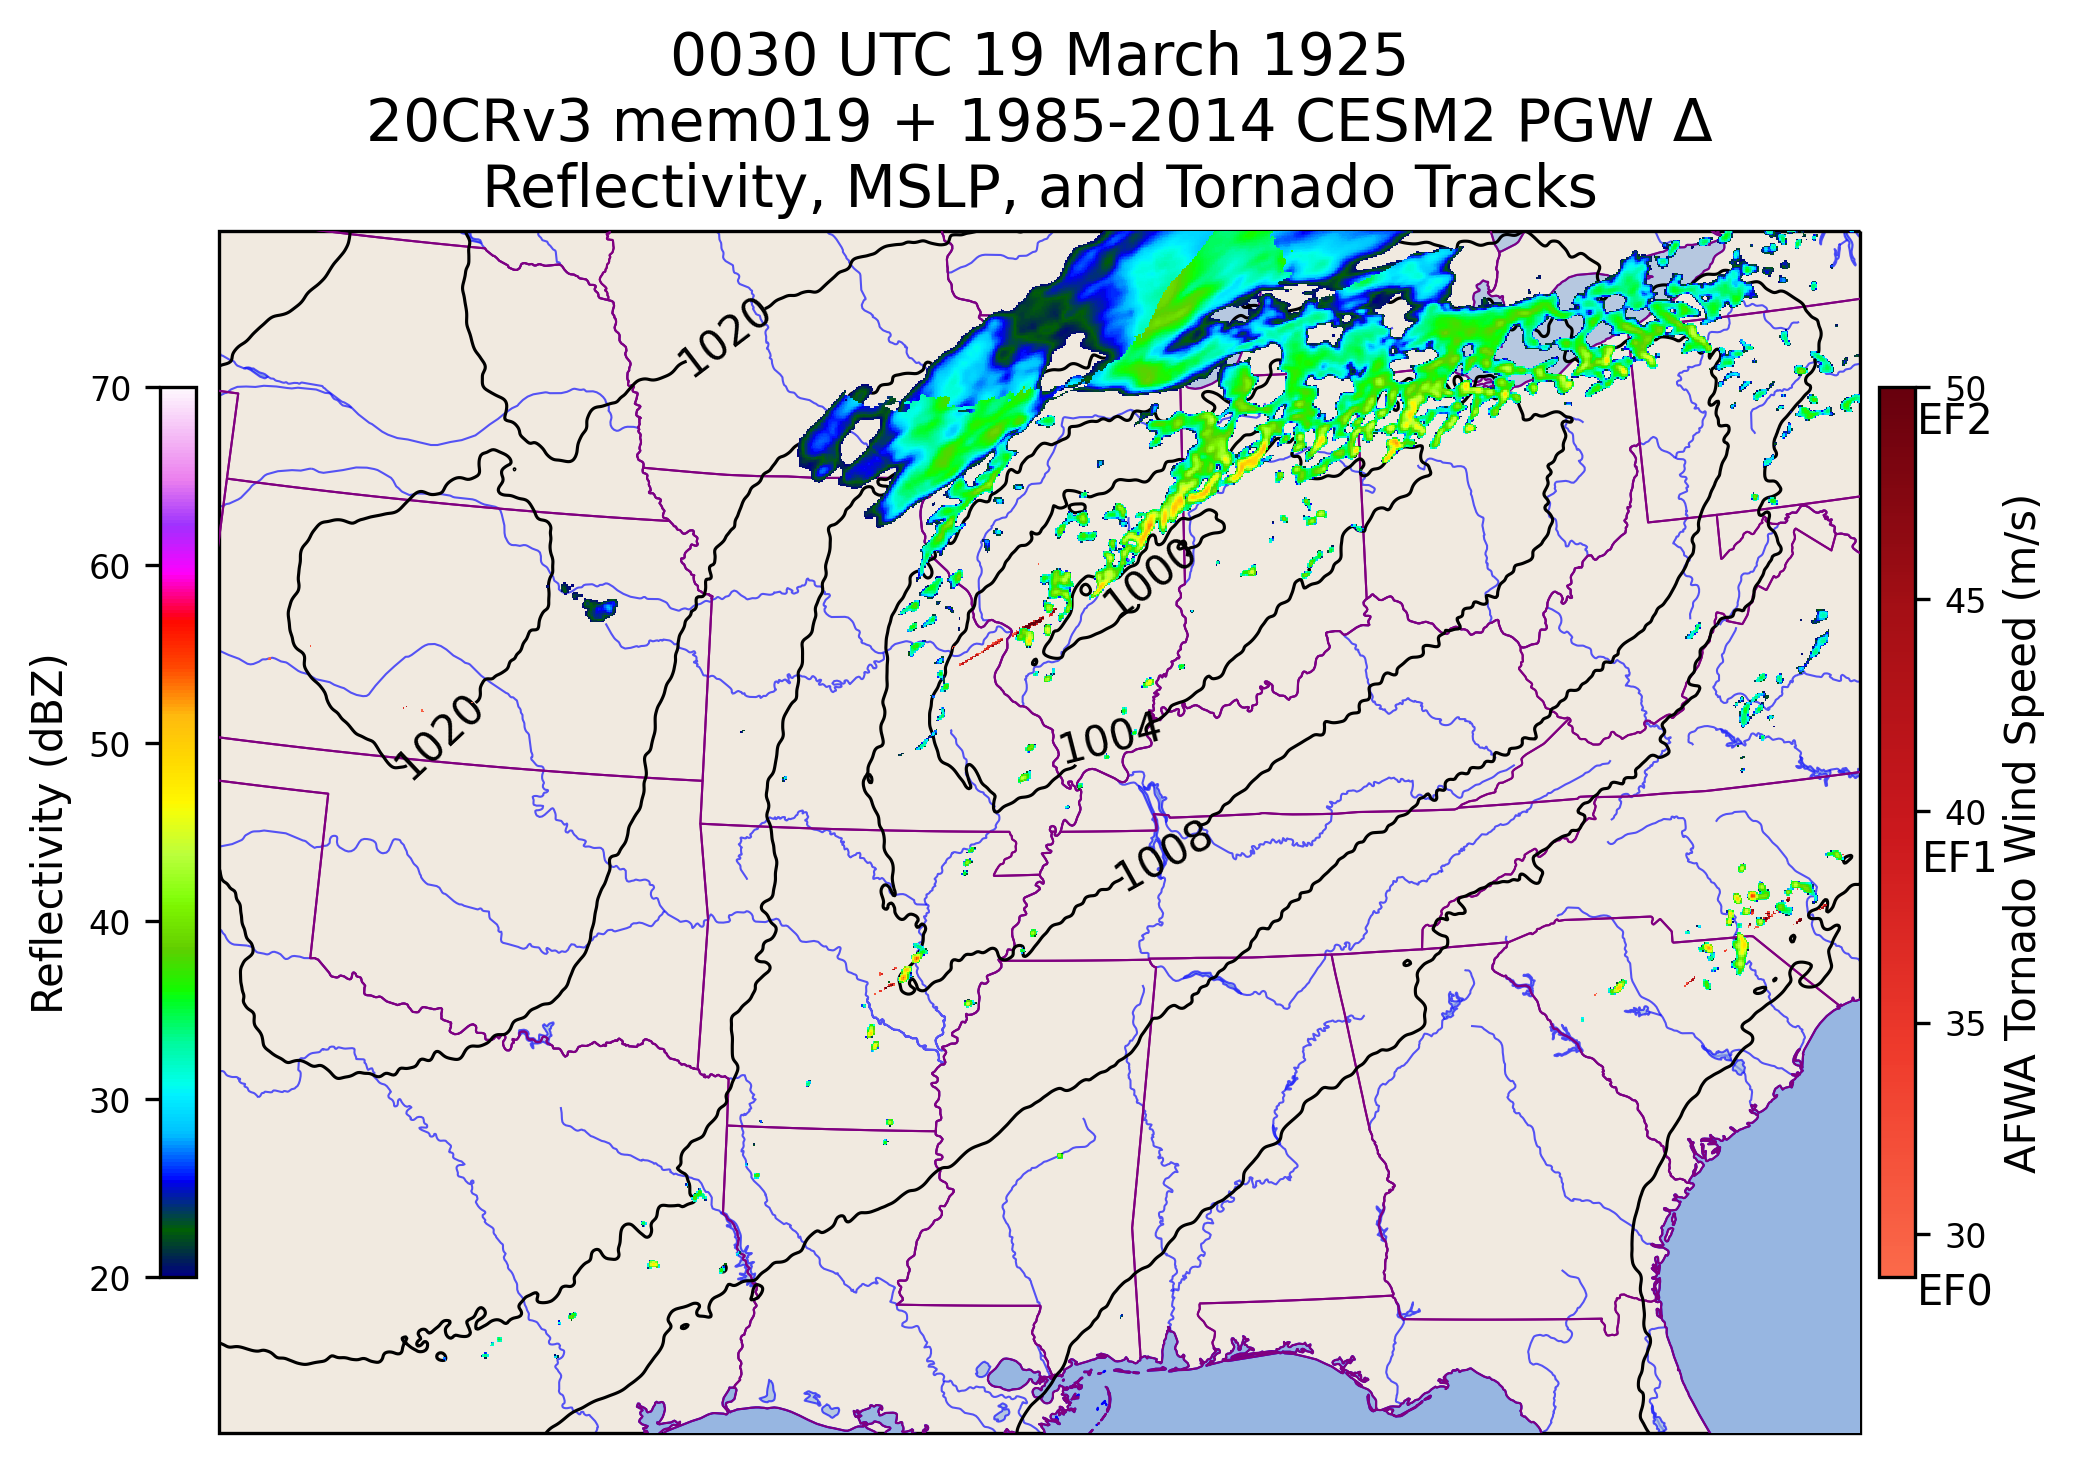 0030 UTC 19 March 1925
20CRv3 mem019 + 1985-2014 CESM2 PGW Δ
Reflectivity, MSLP, and Tornado Tracks
70
60
50
40
30
20
Reflectivity (dBZ)
1020
1020
1000
1004
1008
50
EF2
45
40
EF1
35
30
EF0
AFWA Tornado Wind Speed (m/s)